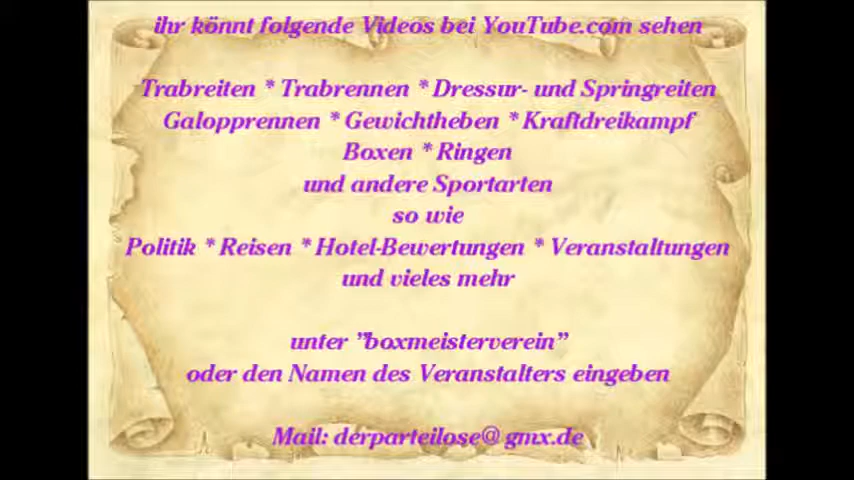 ihr könnt folgende Videos bei YouTube.com sehen
Trabreiten * Trabrennen * Dressur- und Springreiten
Galopprennen * Gewichtheben * Kraftdreikampf
Boxen * Ringen
und andere Sportarten
so wie
Politik * Reisen * Hotel-Bewertungen * Veranstaltungen
und vieles mehr
unter "boxmeisterverein"
oder den Namen des Veranstalters eingeben
Mail: derparteilose@gmx.de